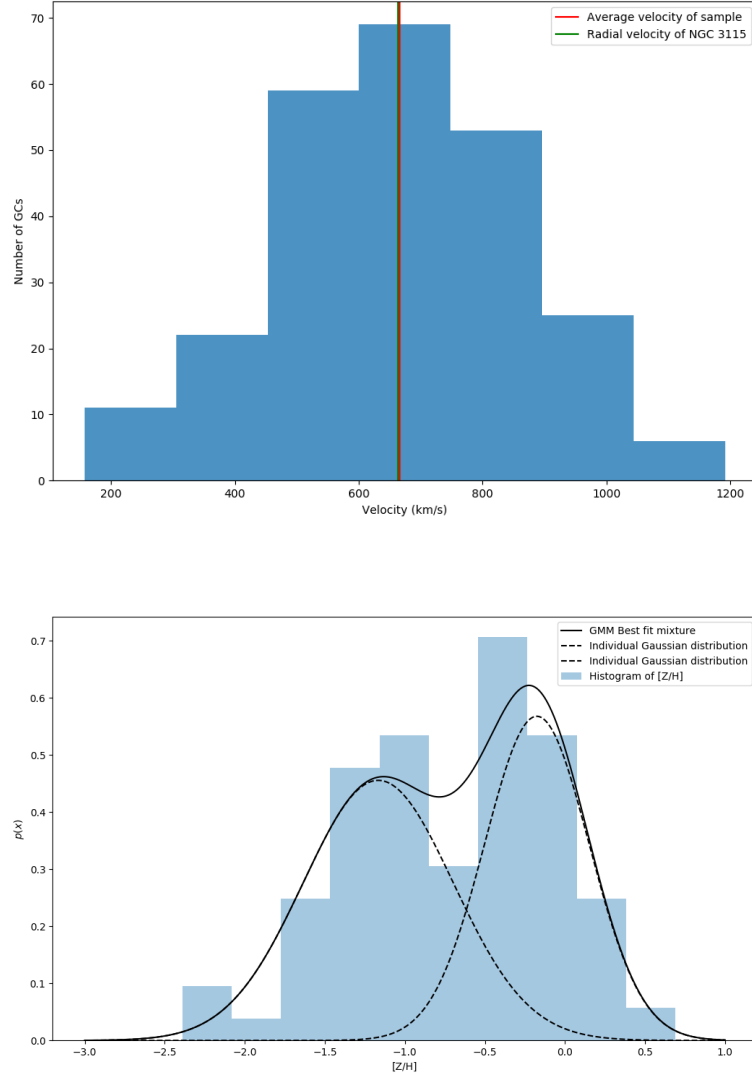 70
60
50
40
30
20
10
0
Number of GCs
Average velocity of sample
Radial velocity of NGC 3115
200 400 600 800 1000 1200
Velocity (km/s)
0.7
0.6
0.5
0.4
0.3
0.2
0.1
0.0
p(x)
GMM Best fit mixture
Individual Gaussian distribution
Individual Gaussian distribution
Histogram of [Z/H]
−3.0 −2.5 −2.0 −1.5 −1.0 −0.5 0.0 0.5 1.0
[Z/H]